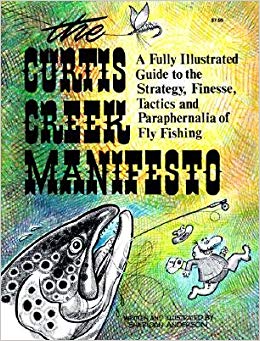 $7.95
the
CURTIS
CREEK
MANIFESTO
A Fully Illustrated
Guide to the
Strategy, Finesse,
Tactics and
Paraphernalia of
Fly Fishing
WRITTEN AND ILLUSTRATED BY
SHERIDAN ANDERSON